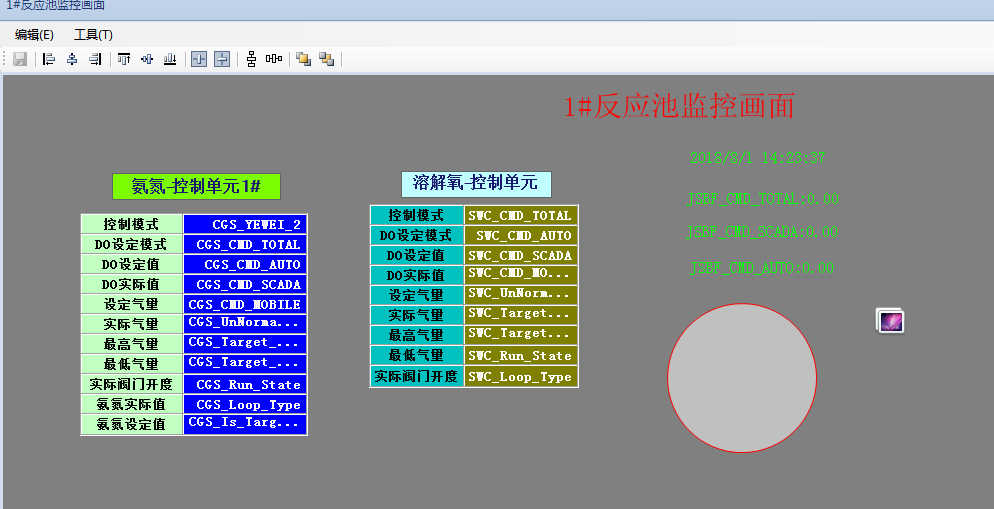 1#反应池监控画面
编辑(E) 工具(T)
1#反应池监控画面
2018/8/1 14:23:37
氨氮-控制单元1#
溶解氧-控制单元
JSBF_CMD_TOTAL:0.00
JSBF_CMD_SCADA:0.00
JSBF_CMD_AUTO:0.00
控制模式 CGS_YEWEI_2
DO设定模式 CGS_CMD_TOTAL
DO设定值 CGS_CMD_AUTO
DO实际值 CGS_CMD_SCADA
设定气量 CGS_CMD_MOBILE
实际气量 CGS_UnNorma...
最高气量 CGS_Target_...
最低气量 CGS_Target_...
实际阀门开度 CGS_Run_State
氨氮实际值 CGS_Loop_Type
氨氮设定值 CGS_Is_Targ...
控制模式 SWC_CMD_TOTAL
DO设定模式 SWC_CMD_AUTO
DO设定值 SWC_CMD_SCADA
DO实际值 SWC_CMD_MO...
设定气量 SWC_UnNorm...
实际气量 SWC_Target...
最高气量 SWC_Target...
最低气量 SWC_Run_State
实际阀门开度 SWC_Loop_Type